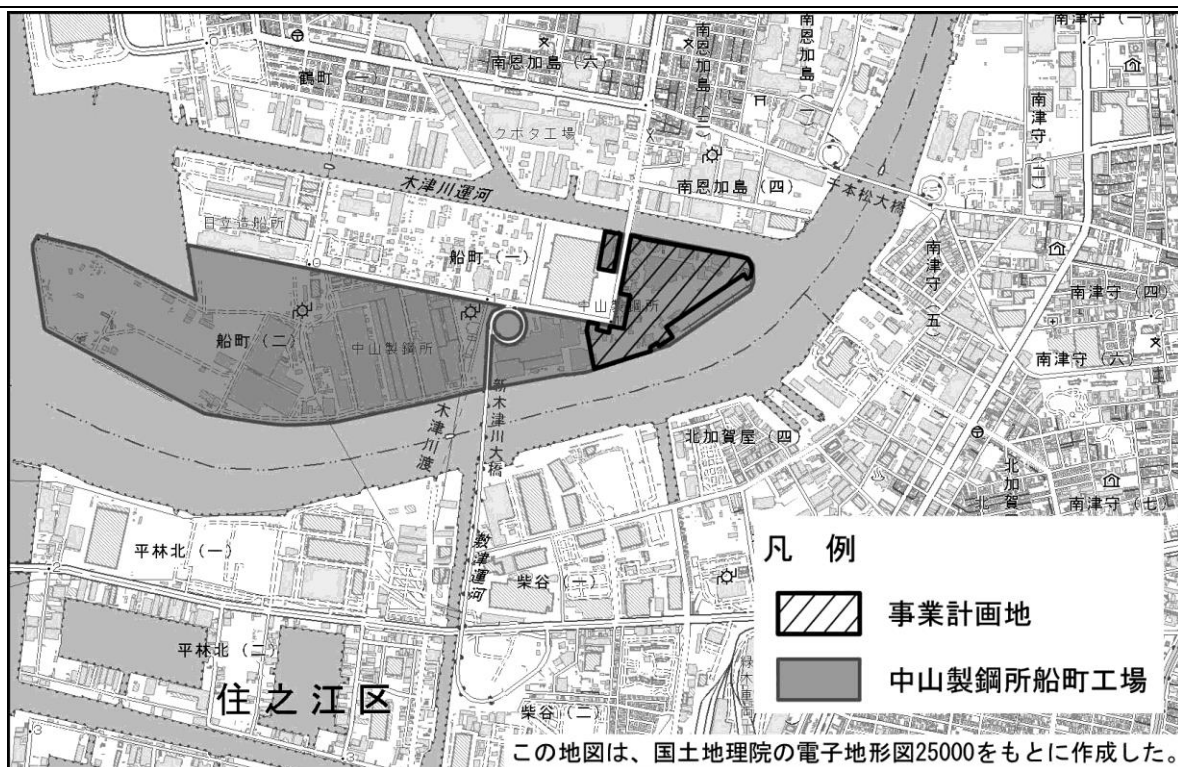 南津守（一）
南恩加島（六）
鶴町（一）
南恩加島
クボタ工場
南津守
木津川運河
南恩加島（四）
千本松大橋
日立造船所
船町（一）
中山製鋼所
南津守（五）
南津守（四）
船町（二）
中山製鋼所
南津守（六）
新木津川大橋
木津川渡
北加賀屋（四）
北加賀屋
南津守（七）
平林北（一）
敷津運河
柴谷（一）
平林北（二）
住之江区
柴谷（二）
凡 例
事業計画地
中山製鋼所船町工場
この地図は、国土地理院の電子地形図25000をもとに作成した。